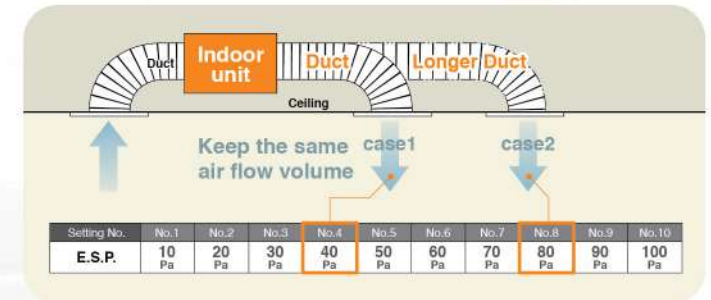 Duct
Indoor
unit
Duct
Longer Duct
Ceiling
Keep the same
air flow volume
case1
case2
Setting No. No.1 No.2 No.3 No.4 No.5 No.6 No.7 No.8 No.9 No.10
E.S.P. 10 Pa 20 Pa 30 Pa 40 Pa 50 Pa 60 Pa 70 Pa 80 Pa 90 Pa 100 Pa